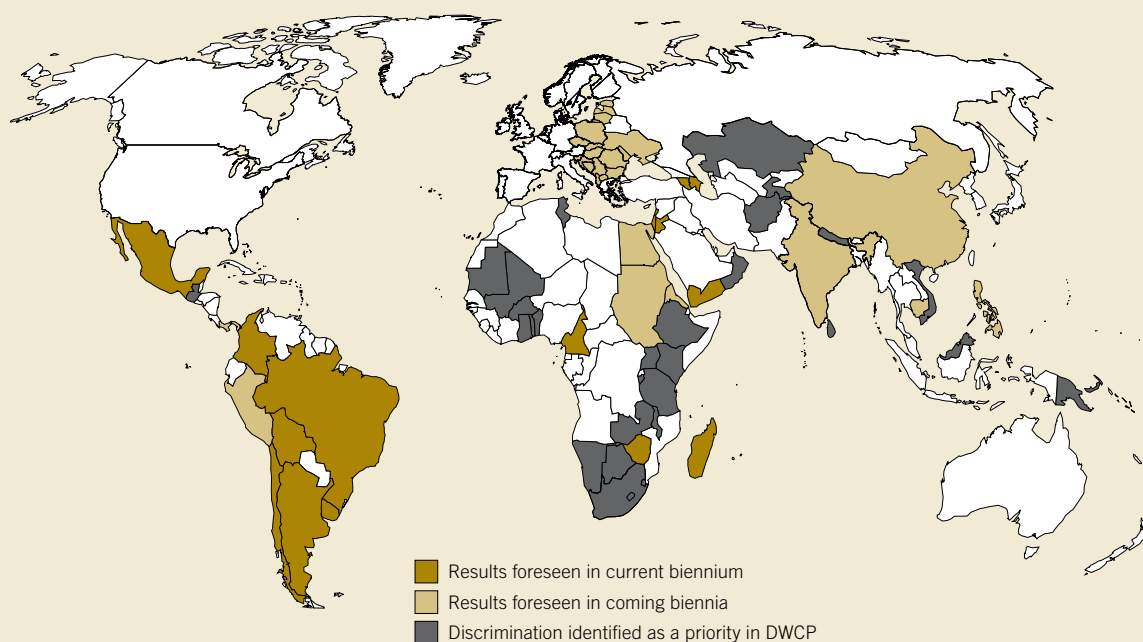 Results foreseen in current biennium
Results foreseen in coming biennia
Discrimination identified as a priority in DWCP